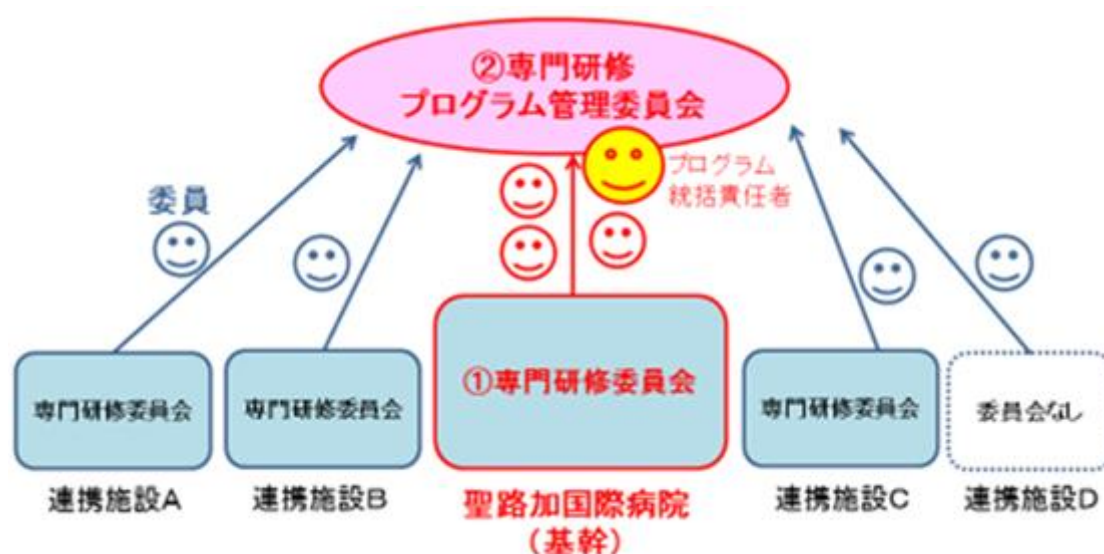 ②専門研修
プログラム管理委員会
プログラム
統括責任者
委員
専門研修委員会
専門研修委員会
①専門研修委員会
専門研修委員会
委員会なし
連携施設A
連携施設B
聖路加国際病院
(基幹)
連携施設C
連携施設D